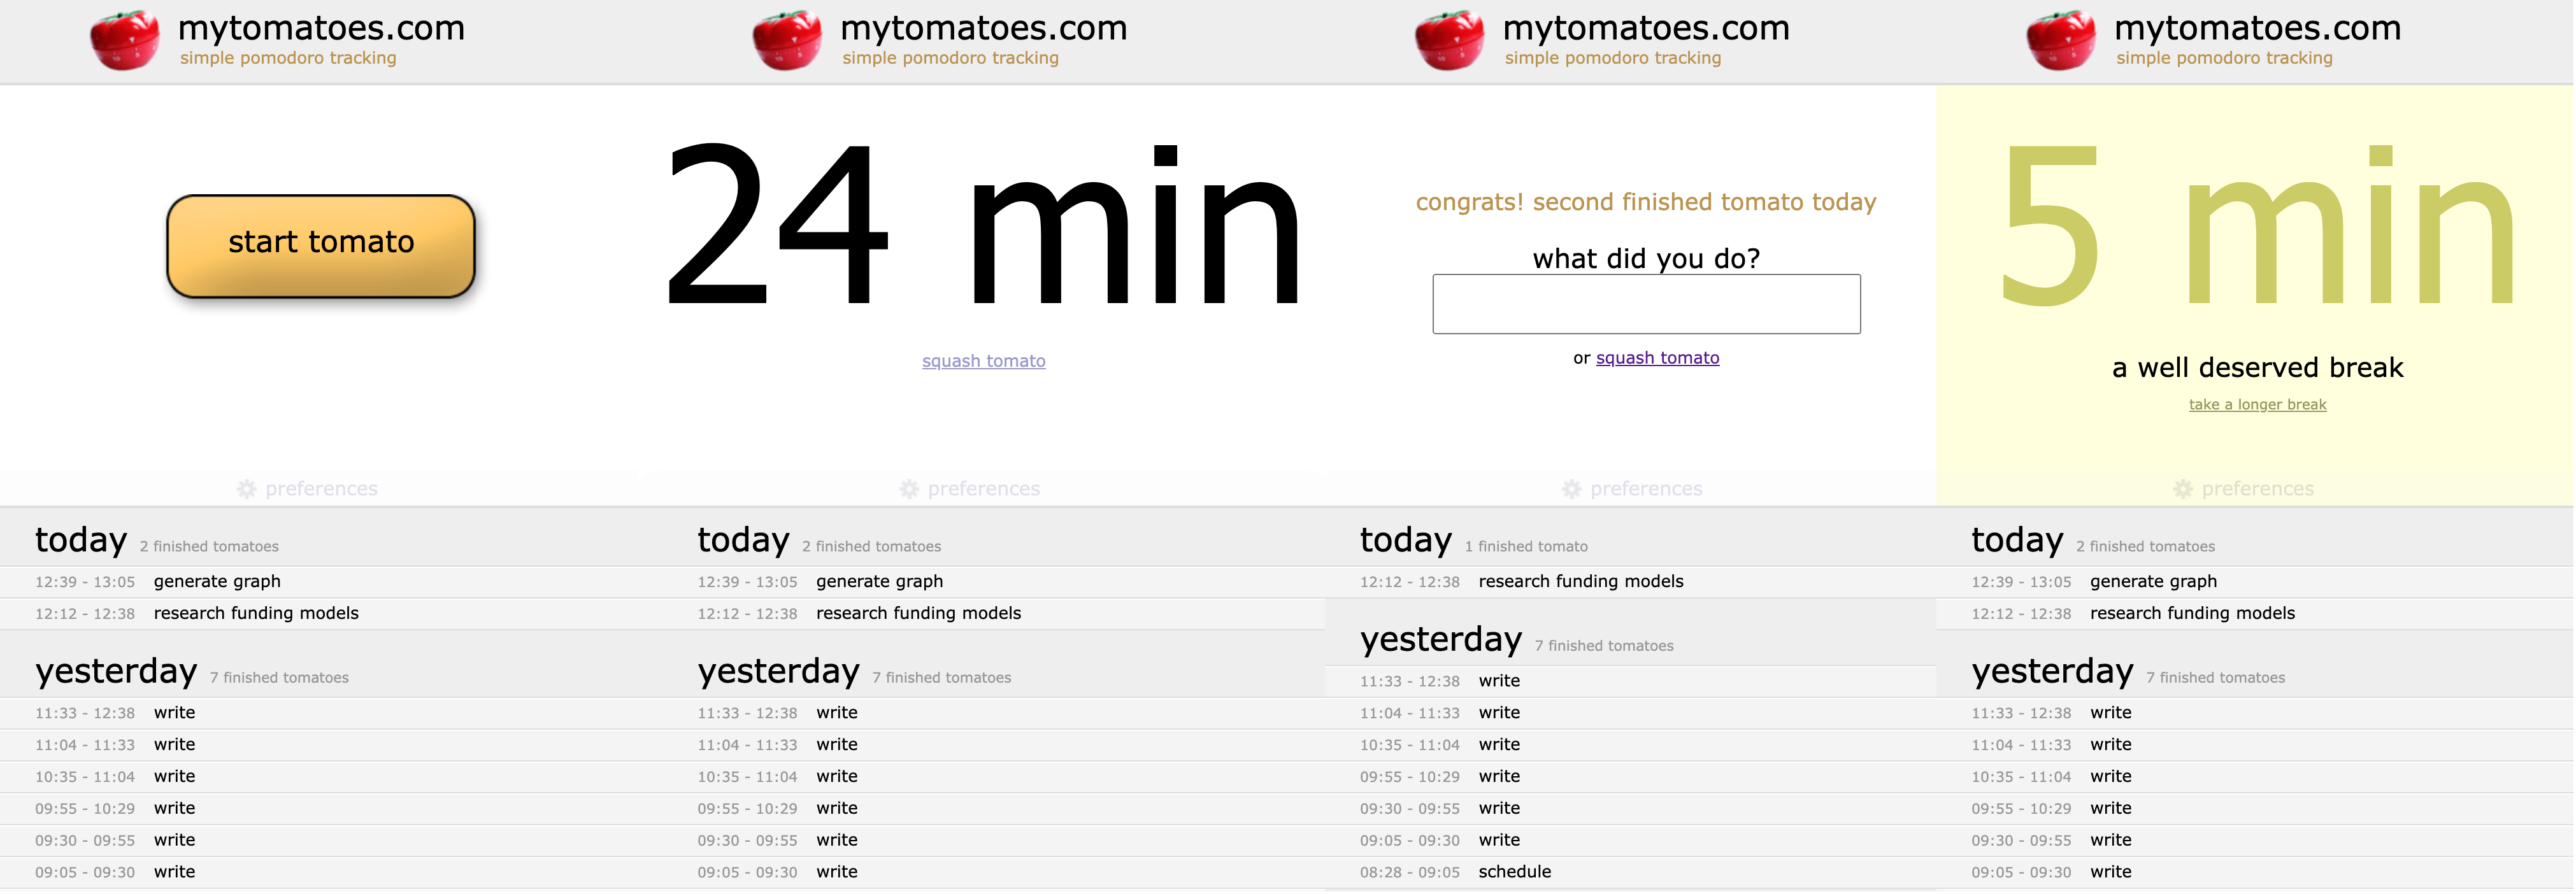 mytomatoes.com
simple pomodoro tracking
start tomato
preferences
today 2 finished tomatoes
12:39 - 13:05 generate graph
12:12 - 12:38 research funding models
yesterday 7 finished tomatoes
11:33 - 12:38 write
11:04 - 11:33 write
10:35 - 11:04 write
09:55 - 10:29 write
09:30 - 09:55 write
09:05 - 09:30 write
mytomatoes.com
simple pomodoro tracking
24 min
squash tomato
preferences
today 2 finished tomatoes
12:39 - 13:05 generate graph
12:12 - 12:38 research funding models
yesterday 7 finished tomatoes
11:33 - 12:38 write
11:04 - 11:33 write
10:35 - 11:04 write
09:55 - 10:29 write
09:30 - 09:55 write
09:05 - 09:30 write
mytomatoes.com
simple pomodoro tracking
congrats! second finished tomato today
what did you do?
or squash tomato
preferences
today 1 finished tomato
12:12 - 12:38 research funding models
yesterday 7 finished tomatoes
11:33 - 12:38 write
11:04 - 11:33 write
10:35 - 11:04 write
09:55 - 10:29 write
09:30 - 09:55 write
09:05 - 09:30 write
08:28 - 09:05 schedule
mytomatoes.com
simple pomodoro tracking
5 min
a well deserved break
take a longer break
preferences
today 2 finished tomatoes
12:39 - 13:05 generate graph
12:12 - 12:38 research funding models
yesterday 7 finished tomatoes
11:33 - 12:38 write
11:04 - 11:33 write
10:35 - 11:04 write
09:55 - 10:29 write
09:30 - 09:55 write
09:05 - 09:30 write